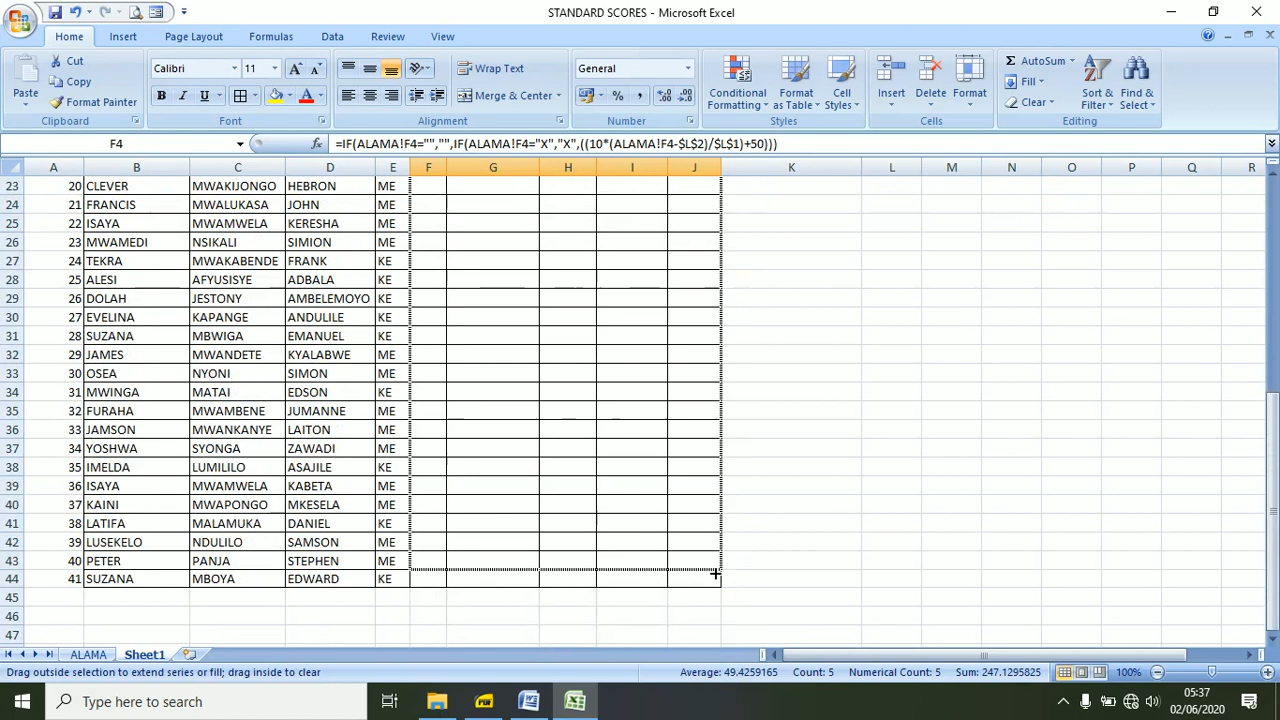 STANDARD SCORES - Microsoft Excel
Home Insert Page Layout Formulas Data Review View
Paste Cut Copy Format Painter Clipboard
Calibri 11 B I U A A A Font
Wrap Text Merge & Center Alignment
General % , .0 .00 .00 .0 Number
Conditional Formatting Format as Table Cell Styles Styles
Insert Delete Format Cells
Σ AutoSum Fill Clear Sort & Filter Find & Select Editing
F4 fx =IF(ALAMA!F4="","",IF(ALAMA!F4="X","X",((10*(ALAMA!F4-$L$2)/$L$1)+50)))
A B C D E F G H I J K L M N O P Q R
23 20 CLEVER MWAKIJONGO HEBRON ME
24 21 FRANCIS MWALUKASA JOHN ME
25 22 ISAYA MWAMWELA KERESHA ME
26 23 MWAMEDI NSIKALI SIMION ME
27 24 TEKRA MWAKABENDE FRANK KE
28 25 ALESI AFYUSISYE ADBALA KE
29 26 DOLAH JESTONY AMBELEMOYO KE
30 27 EVELINA KAPANGE ANDULILE KE
31 28 SUZANA MBWIGA EMANUEL KE
32 29 JAMES MWANDETE KYALABWE ME
33 30 OSEA NYONI SIMON ME
34 31 MWINGA MATAI EDSON KE
35 32 FURAHA MWAMBENE JUMANNE ME
36 33 JAMSON MWANKANYE LAITON ME
37 34 YOSHWA SYONGA ZAWADI ME
38 35 IMELDA LUMILILO ASAJILE KE
39 36 ISAYA MWAMWELA KABETA ME
40 37 KAINI MWAPONGO MKESELA ME
41 38 LATIFA MALAMUKA DANIEL KE
42 39 LUSEKELO NDULILO SAMSON ME
43 40 PETER PANJA STEPHEN ME
44 41 SUZANA MBOYA EDWARD KE
45
46
47
ALAMA Sheet1
Drag outside selection to extend series or fill; drag inside to clear Average: 49.4259165 Count: 5 Numerical Count: 5 Sum: 247.1295825 100%
Type here to search PDF 05:37
02/06/2020